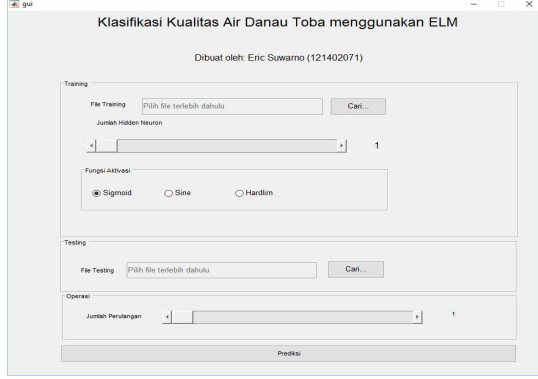 gui
Klasifikasi Kualitas Air Danau Toba menggunakan ELM
Dibuat oleh: Eric Suwarno (121402071)
Training
File Training Pilih file terlebih dahulu Cari...
Jumlah Hidden Neuron
1
Fungsi Aktivasi
Sigmoid Sine Hardlim
Testing
File Testing Pilih file terlebih dahulu Cari...
Operasi
Jumlah Perulangan 1
Prediksi